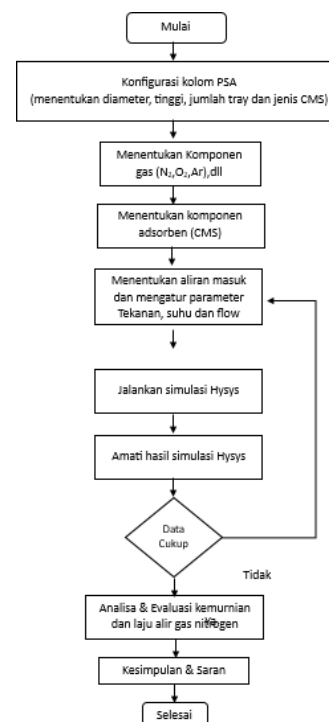 Mulai
Konfigurasi kolom PSA
(menentukan diameter, tinggi, jumlah tray dan jenis CMS)
Menentukan Komponen
gas (N₂,O₂,Ar),dll
Menentukan komponen
adsorben (CMS)
Menentukan aliran masuk
dan mengatur parameter
Tekanan, suhu dan flow
Jalankan simulasi Hysys
Amati hasil simulasi Hysys
Data
Cukup
Tidak
Ya
Analisa & Evaluasi kemurnian
dan laju alir gas nitrogen
Kesimpulan & Saran
Selesai